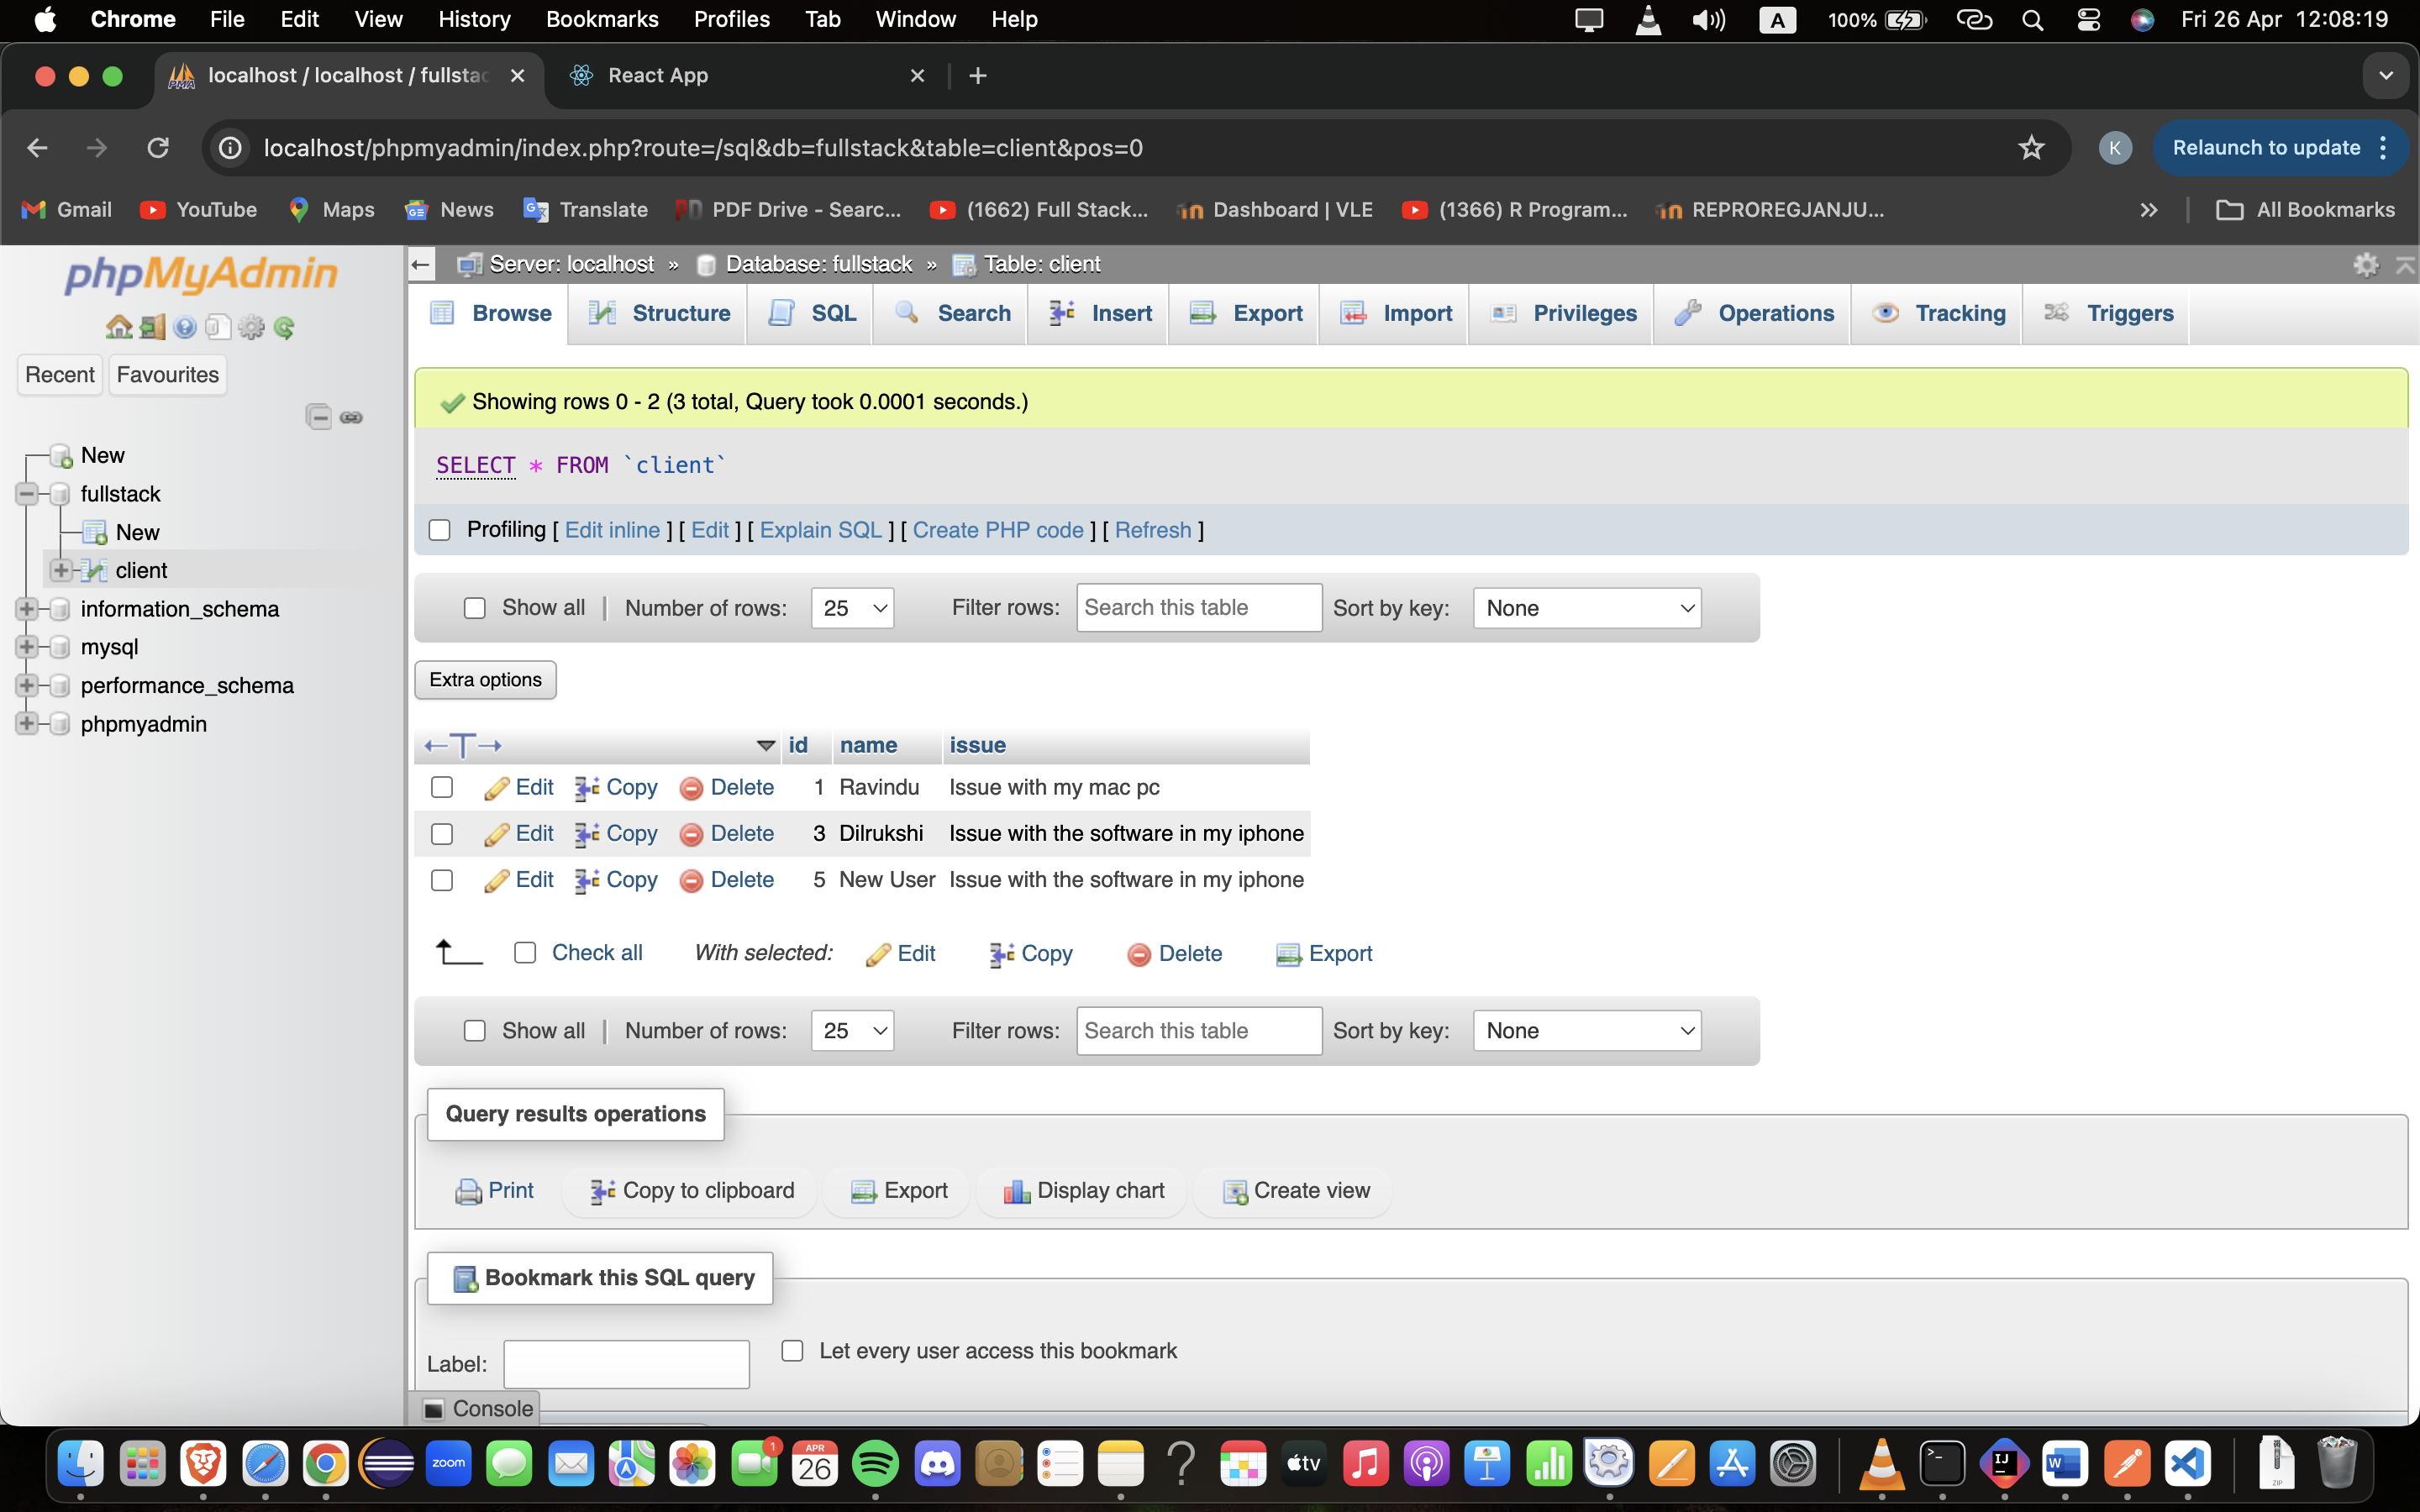 Chrome File Edit View History Bookmarks Profiles Tab Window Help A 100% Fri 26 Apr 12:08:19
localhost / localhost / fullstac React App
localhost/phpmyadmin/index.php?route=/sql&db=fullstack&table=client&pos=0 K Relaunch to update
Gmail YouTube Maps News Translate PDF Drive - Searc... (1662) Full Stack... Dashboard | VLE (1366) R Program... REPROREGJANJU... » All Bookmarks
phpMyAdmin
Recent Favourites
New
fullstack
New
client
information_schema
mysql
performance_schema
phpmyadmin
Server: localhost » Database: fullstack » Table: client
Browse Structure SQL Search Insert Export Import Privileges Operations Tracking Triggers
Showing rows 0 - 2 (3 total, Query took 0.0001 seconds.)
SELECT * FROM `client`
Profiling [ Edit inline ] [ Edit ] [ Explain SQL ] [ Create PHP code ] [ Refresh ]
Show all | Number of rows: 25 Filter rows: Search this table Sort by key: None
Extra options
id name issue
Edit Copy Delete 1 Ravindu Issue with my mac pc
Edit Copy Delete 3 Dilrukshi Issue with the software in my iphone
Edit Copy Delete 5 New User Issue with the software in my iphone
Check all With selected: Edit Copy Delete Export
Show all | Number of rows: 25 Filter rows: Search this table Sort by key: None
Query results operations
Print Copy to clipboard Export Display chart Create view
Bookmark this SQL query
Label: Let every user access this bookmark
Console
zoom 1 APR 26 tv IJ W ZIP